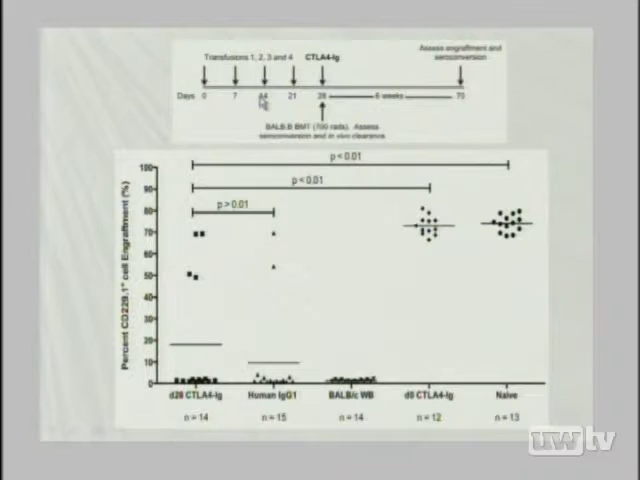 Transfusions 1, 2, 3 and 4 CTLA4-Ig Assess engraftment and seroconversion
Days 0 7 14 21 28 6 weeks 70
BALB.B BMT (700 rads). Assess
seroconversion and in vivo clearance
Percent CD229.1+ cell Engraftment (%)
100
90
80
70
60
50
40
30
20
10
0
p < 0.01
p < 0.01
p > 0.01
d28 CTLA4-Ig Human IgG1 BALB/c WB d0 CTLA4-Ig Naive
n = 14 n = 15 n = 14 n = 12 n = 13
uwtv